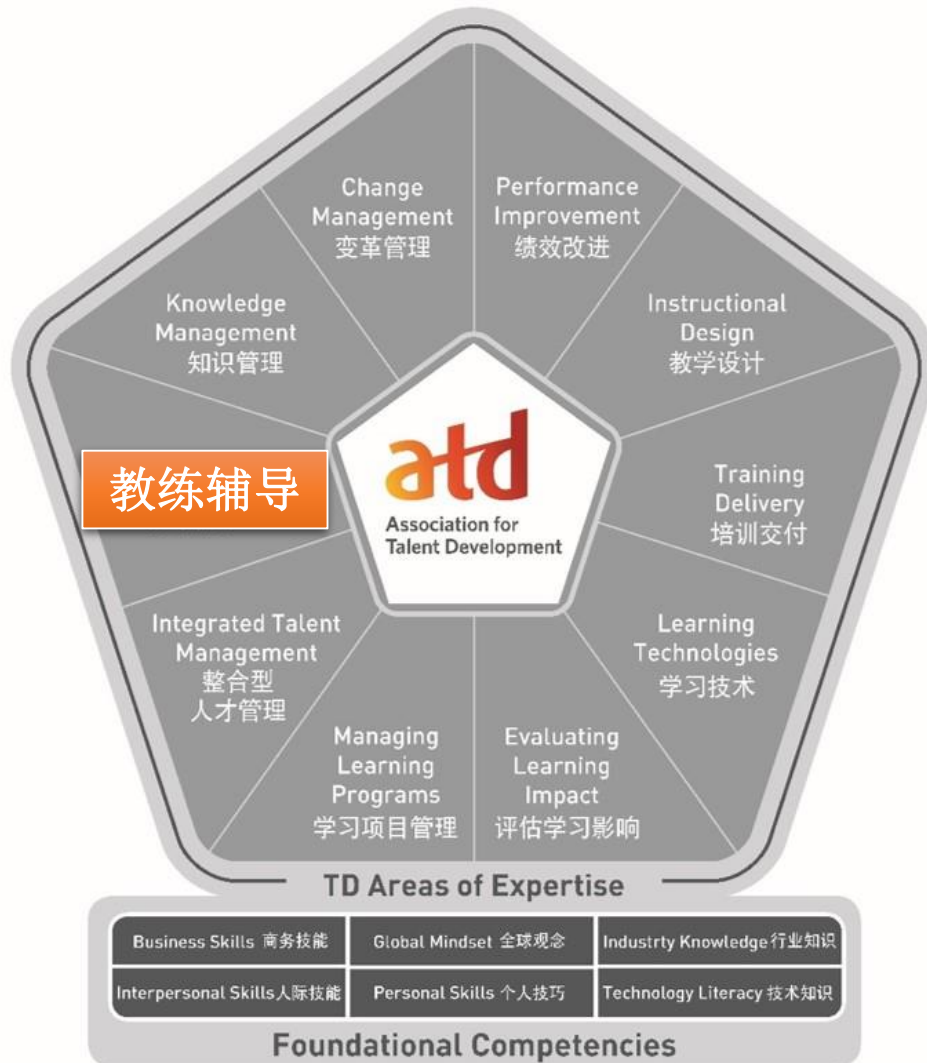 Change
Management
变革管理
Performance
Improvement
绩效改进
Knowledge
Management
知识管理
Instructional
Design
教学设计
教练辅导
atd
Association for
Talent Development
Training
Delivery
培训交付
Integrated Talent
Management
整合型
人才管理
Learning
Technologies
学习技术
Managing
Learning
Programs
学习项目管理
Evaluating
Learning
Impact
评估学习影响
TD Areas of Expertise
Business Skills 商务技能
Global Mindset 全球观念
Industrty Knowledge 行业知识
Interpersonal Skills 人际技能
Personal Skills 个人技巧
Technology Literacy 技术知识
Foundational Competencies